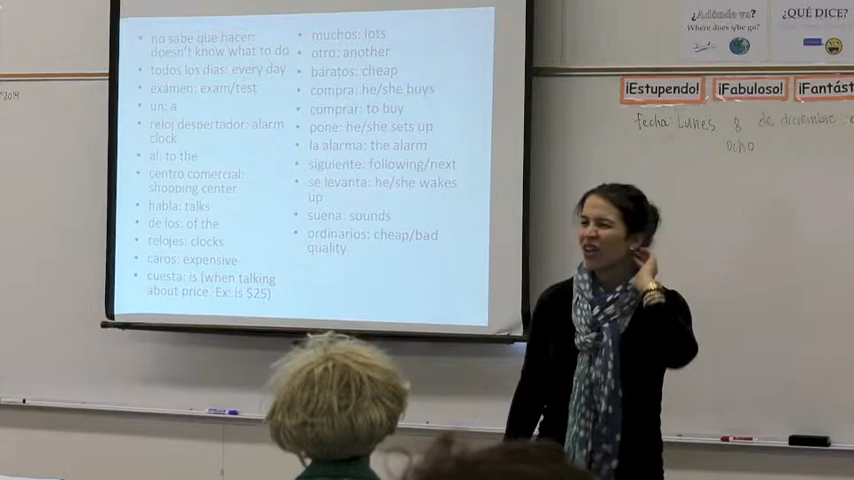 no sabe que hacer:
doesn't know what to do
todos los días: every day
exámen: exam/test
un: a
reloj despertador: alarm
clock
al: to the
centro comercial:
shopping center
habla: talks
de los: of the
relojes: clocks
caros: expensive
cuesta: is (when talking
about price. Ex: is $25)
muchos: lots
otro: another
baratos: cheap
compra: he/she buys
comprar: to buy
pone: he/she sets up
la alarma: the alarm
siguiente: following/next
se levanta: he/she wakes
up
suena: sounds
ordinarios: cheap/bad
quality
¿Adónde va?
Where does s/he go?
¿QUÉ DICE?
¡Estupendo!
¡Fabuloso!
¡Fantást
fecha: Lunes 8 de diciembre
ocho
2014